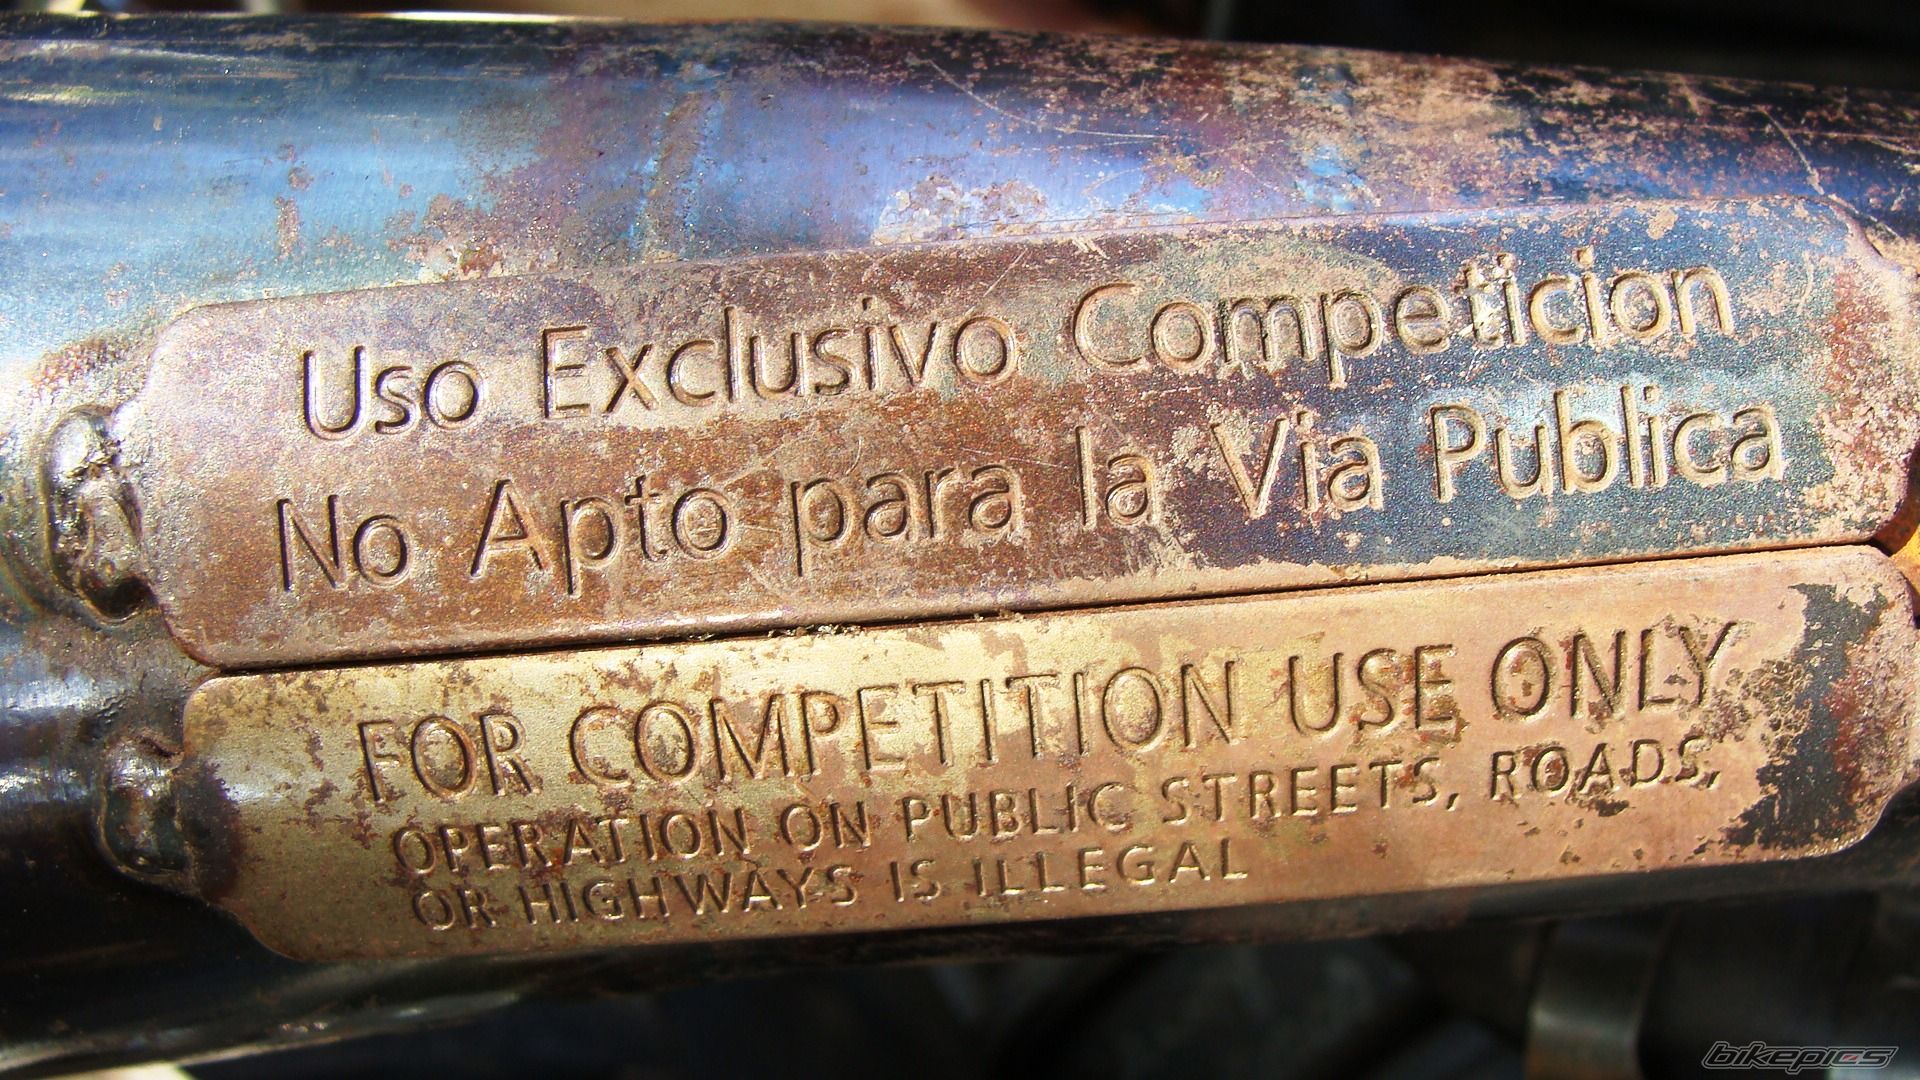 Uso Exclusivo Competicion
No Apto para la Via Publica
FOR COMPETITION USE ONLY
OPERATION ON PUBLIC STREETS, ROADS,
OR HIGHWAYS IS ILLEGAL
bikepics